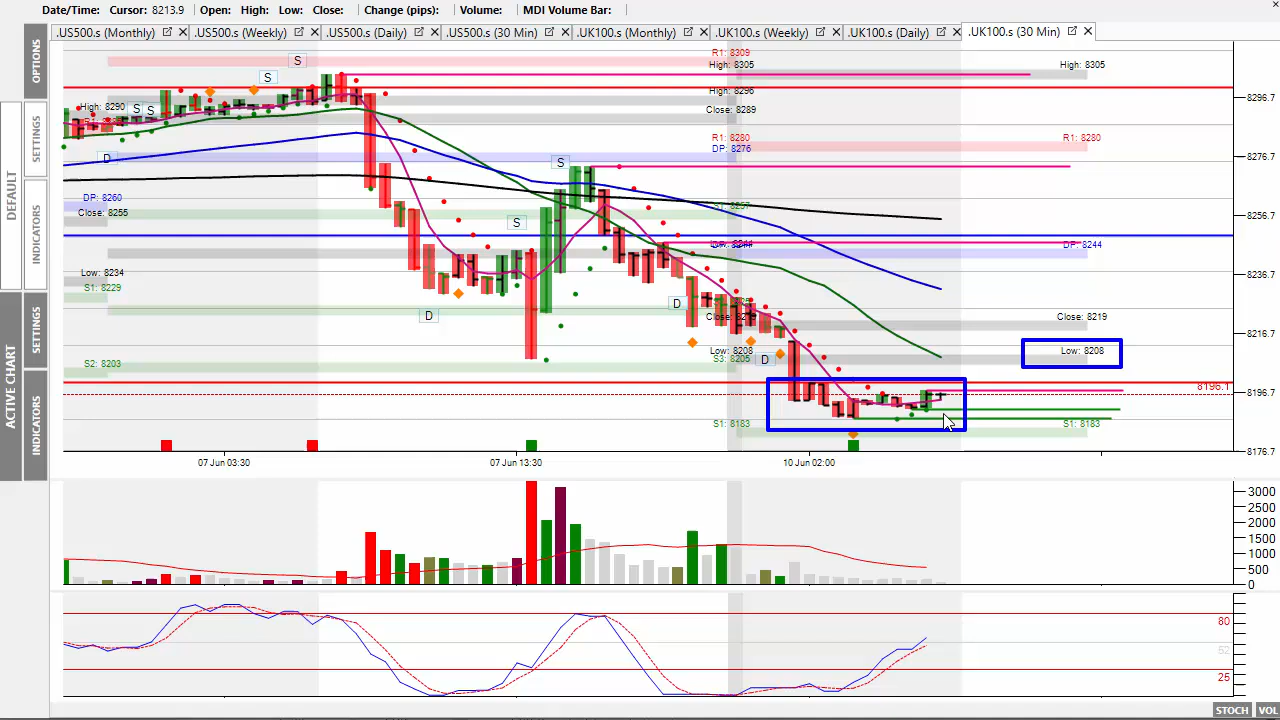 Date/Time: Cursor: 8213.9 Open: High: Low: Close: Change (pips): Volume: MDI Volume Bar:
.US500.s (Monthly) .US500.s (Weekly) .US500.s (Daily) .US500.s (30 Min) .UK100.s (Monthly) .UK100.s (Weekly) .UK100.s (Daily) .UK100.s (30 Min)
OPTIONS
SETTINGS
INDICATORS
DEFAULT
SETTINGS
INDICATORS
ACTIVE CHART
R1: 8309
High: 8305 High: 8305
High: 8296
High: 8290
Close: 8289
R1: 8280 R1: 8280
DP: 8276
DP: 8260
Close: 8255
S1: 8257
DP: 8244
Low: 8234
S1: 8229
Close: 8219
Low: 8208 Low: 8208
S3: 8205
S2: 8203
S1: 8183 S1: 8183
S
S
S
S
S
S
D
D
D
D
8296.7
8276.7
8256.7
8236.7
8216.7
8196.7
8196.1
8176.7
07 Jun 03:30 07 Jun 13:30 10 Jun 02:00
3000
2500
2000
1500
1000
500
0
80
52
25
STOCH VOL